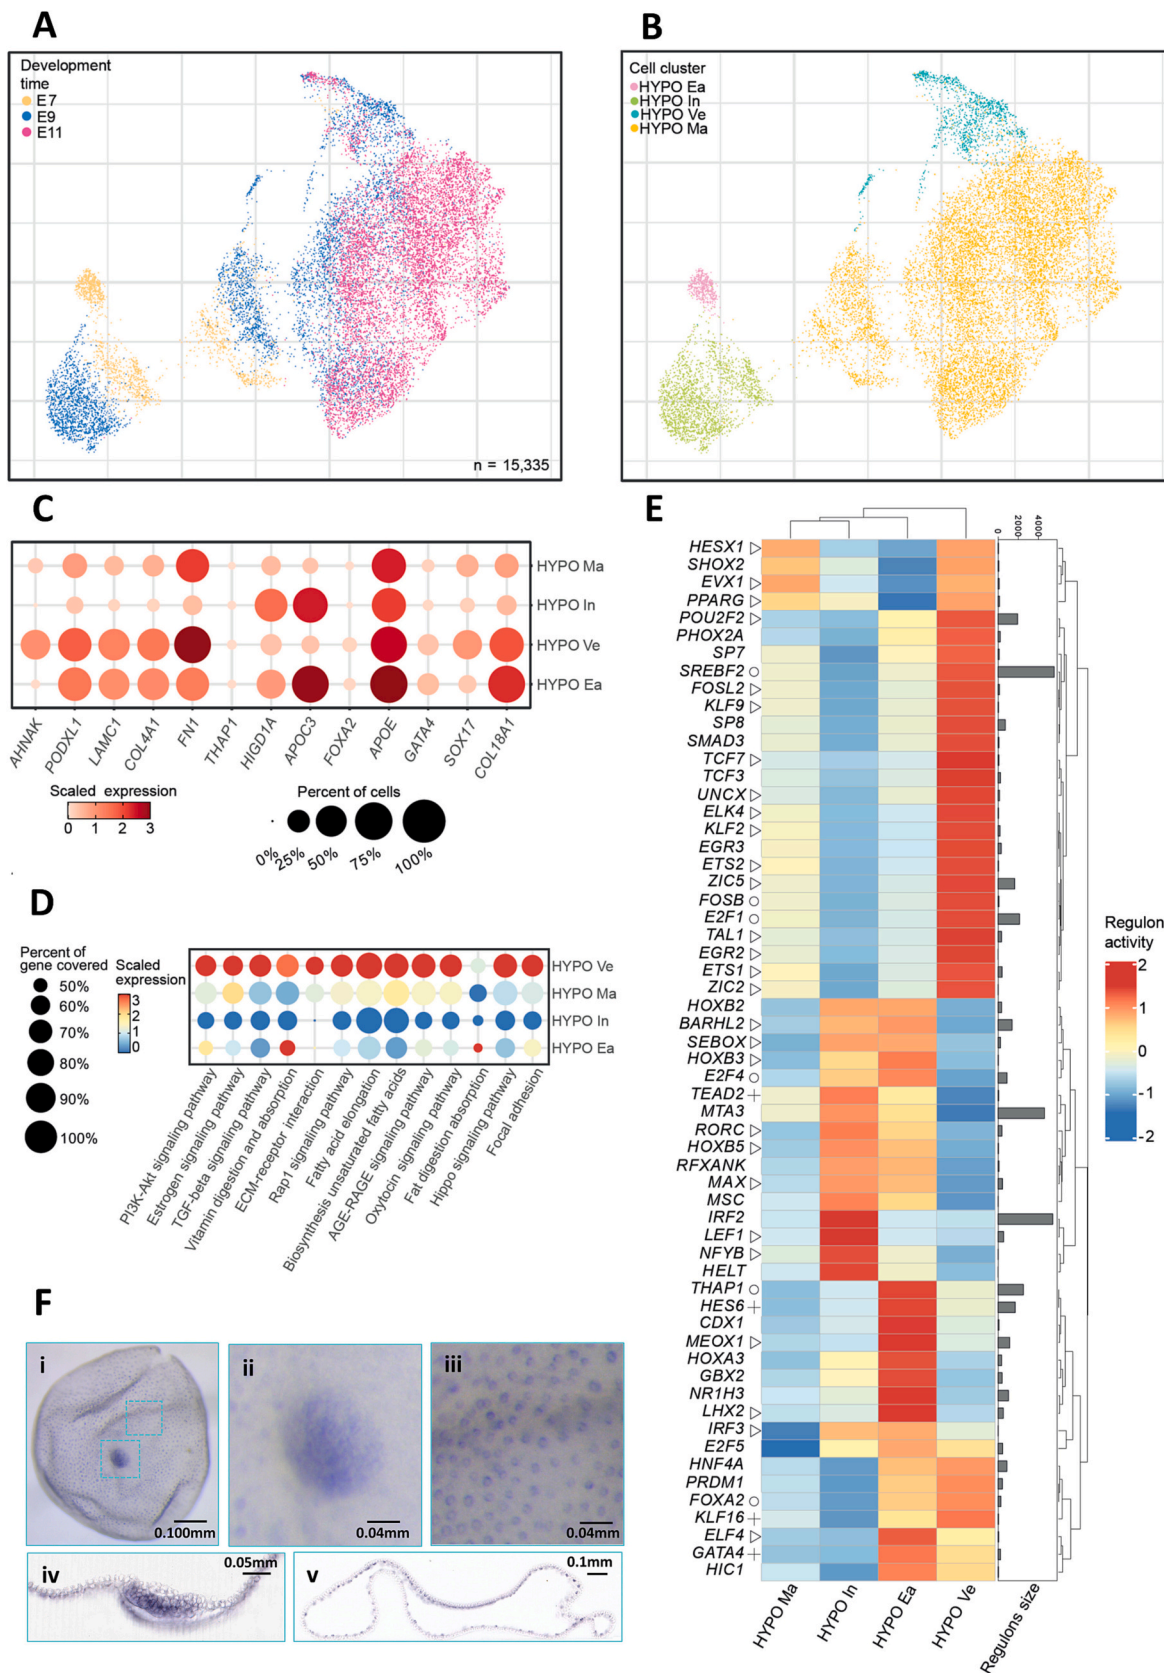 A
Development
time
E7
E9
E11
n = 15,335
B
Cell cluster
HYPO Ea
HYPO In
HYPO Ve
HYPO Ma
C
HYPO Ma
HYPO In
HYPO Ve
HYPO Ea
AHNAK
PODXL1
LAMC1
COL4A1
FN1
THAP1
HIGD1A
APOC3
FOXA2
APOE
GATA4
SOX17
COL18A1
Scaled expression
0 1 2 3
Percent of cells
0% 25% 50% 75% 100%
D
Percent of
gene covered
50%
60%
70%
80%
90%
100%
Scaled
expression
3
2
1
0
HYPO Ve
HYPO Ma
HYPO In
HYPO Ea
PI3K-Akt signaling pathway
Estrogen signaling pathway
TGF-beta signaling pathway
Vitamin digestion and absorption
ECM-receptor interaction
Rap1 signaling pathway
Fatty acid elongation
Biosynthesis unsaturated fatty acids
AGE-RAGE signaling pathway
Oxytocin signaling pathway
Fat digestion absorption
Hippo signaling pathway
Focal adhesion
E
0 2000 4000
HESX1 ▷
SHOX2
EVX1 ▷
PPARG ▷
POU2F2 ▷
PHOX2A
SP7
SREBF2 ○
FOSL2 ▷
KLF9 ▷
SP8
SMAD3
TCF7 ▷
TCF3
UNCX ▷
ELK4 ▷
KLF2 ▷
EGR3
ETS2 ▷
ZIC5 ▷
FOSB ○
E2F1 ○
TAL1 ▷
EGR2 ▷
ETS1 ▷
ZIC2 ▷
HOXB2
BARHL2 ▷
SEBOX ▷
HOXB3 ▷
E2F4 ○
TEAD2 +
MTA3
RORC ▷
HOXB5 ▷
RFXANK
MAX ▷
MSC
IRF2
LEF1 ▷
NFYB ▷
HELT
THAP1 ○
HES6 +
CDX1
MEOX1 ▷
HOXA3
GBX2
NR1H3
LHX2 ▷
IRF3 ▷
E2F5
HNF4A
PRDM1
FOXA2 ○
KLF16 +
ELF4 ▷
GATA4 +
HIC1
HYPO Ma
HYPO In
HYPO Ea
HYPO Ve
Regulons size
Regulon
activity
2
1
0
-1
-2
F
i
0.100mm
ii
0.04mm
iii
0.04mm
iv
0.05mm
v
0.1mm